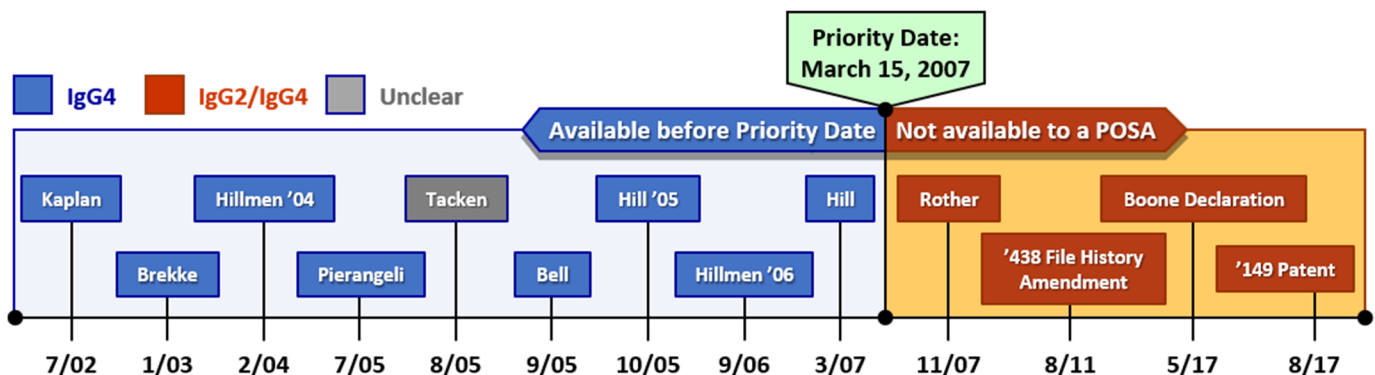 Priority Date:
March 15, 2007
IgG4
IgG2/IgG4
Unclear
Available before Priority Date
Not available to a POSA
Kaplan
Hillmen ’04
Tacken
Hill ’05
Hill
Rother
Boone Declaration
Brekke
Pierangeli
Bell
Hillmen ’06
’438 File History
Amendment
’149 Patent
7/02
1/03
2/04
7/05
8/05
9/05
10/05
9/06
3/07
11/07
8/11
5/17
8/17